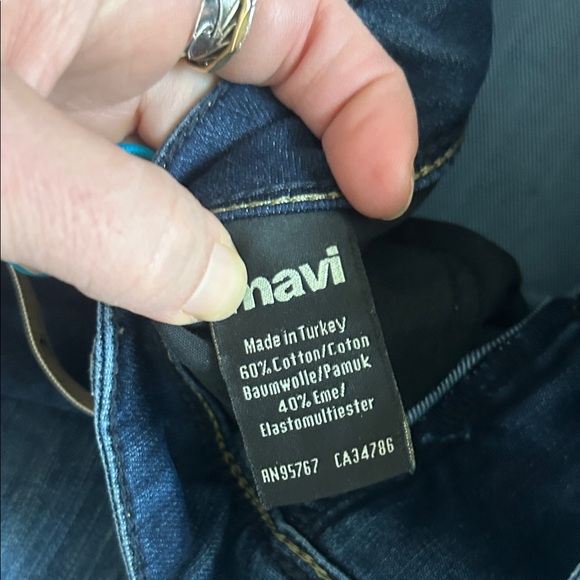 mavi
Made in Turkey
60% Cotton/Coton
Baumwolle/Pamuk
40% Eme/
Elastomultiester
RN95767 CA34786